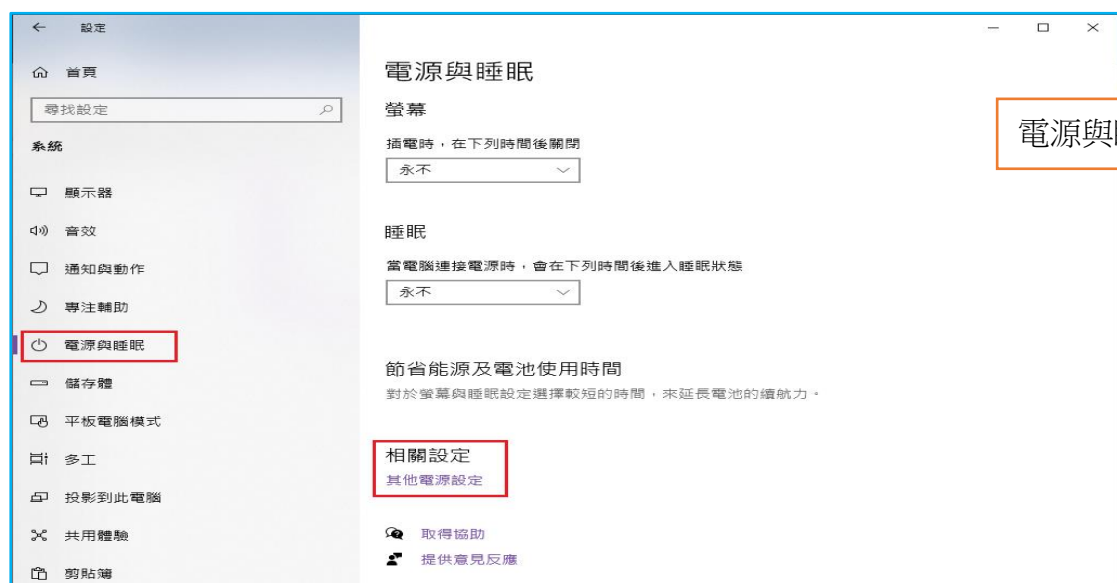 設定
首頁
尋找設定
系統
顯示器
音效
通知與動作
專注輔助
電源與睡眠
儲存體
平板電腦模式
多工
投影到此電腦
共用體驗
剪貼簿
電源與睡眠
螢幕
插電時，在下列時間後關閉
永不
睡眠
當電腦連接電源時，會在下列時間後進入睡眠狀態
永不
節省能源及電池使用時間
對於螢幕與睡眠設定選擇較短的時間，來延長電池的續航力。
相關設定
其他電源設定
取得協助
提供意見反應
電源與